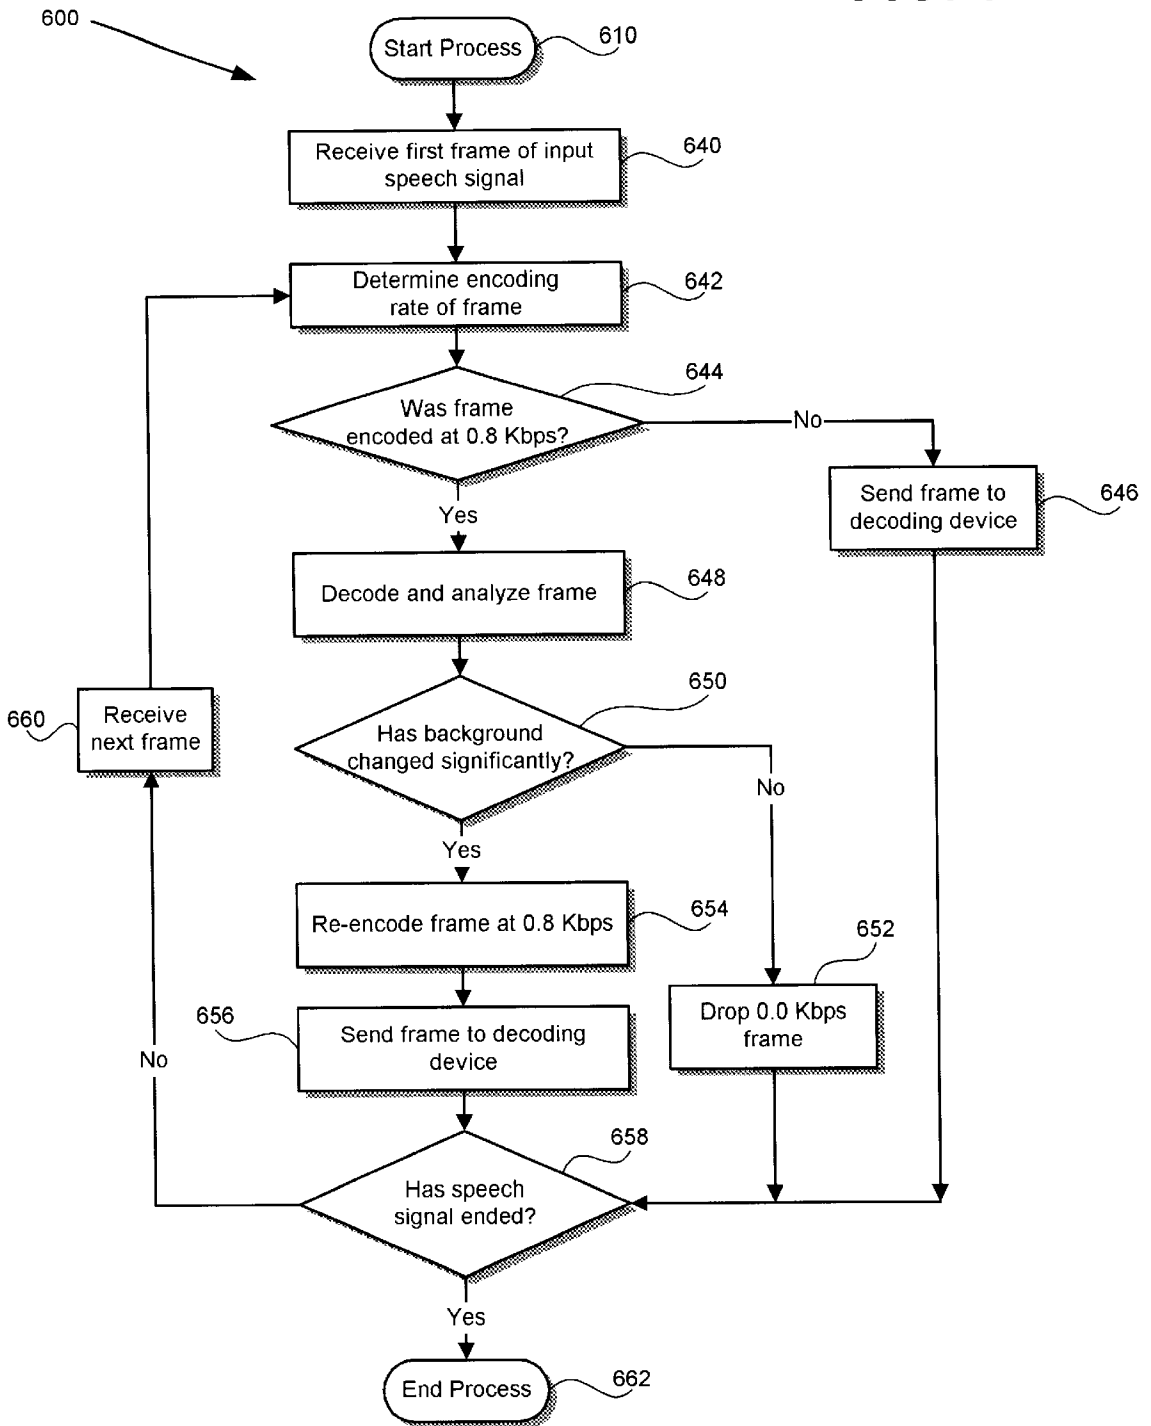 600
Start Process
610
Receive first frame of input
speech signal
640
Determine encoding
rate of frame
642
Was frame
encoded at 0.8 Kbps?
644
No
Send frame to
decoding device
646
Yes
Decode and analyze frame
648
Has background
changed significantly?
650
660
Receive
next frame
No
Yes
Re-encode frame at 0.8 Kbps
654
652
Drop 0.0 Kbps
frame
656
Send frame to decoding
device
No
Has speech
signal ended?
658
Yes
End Process
662